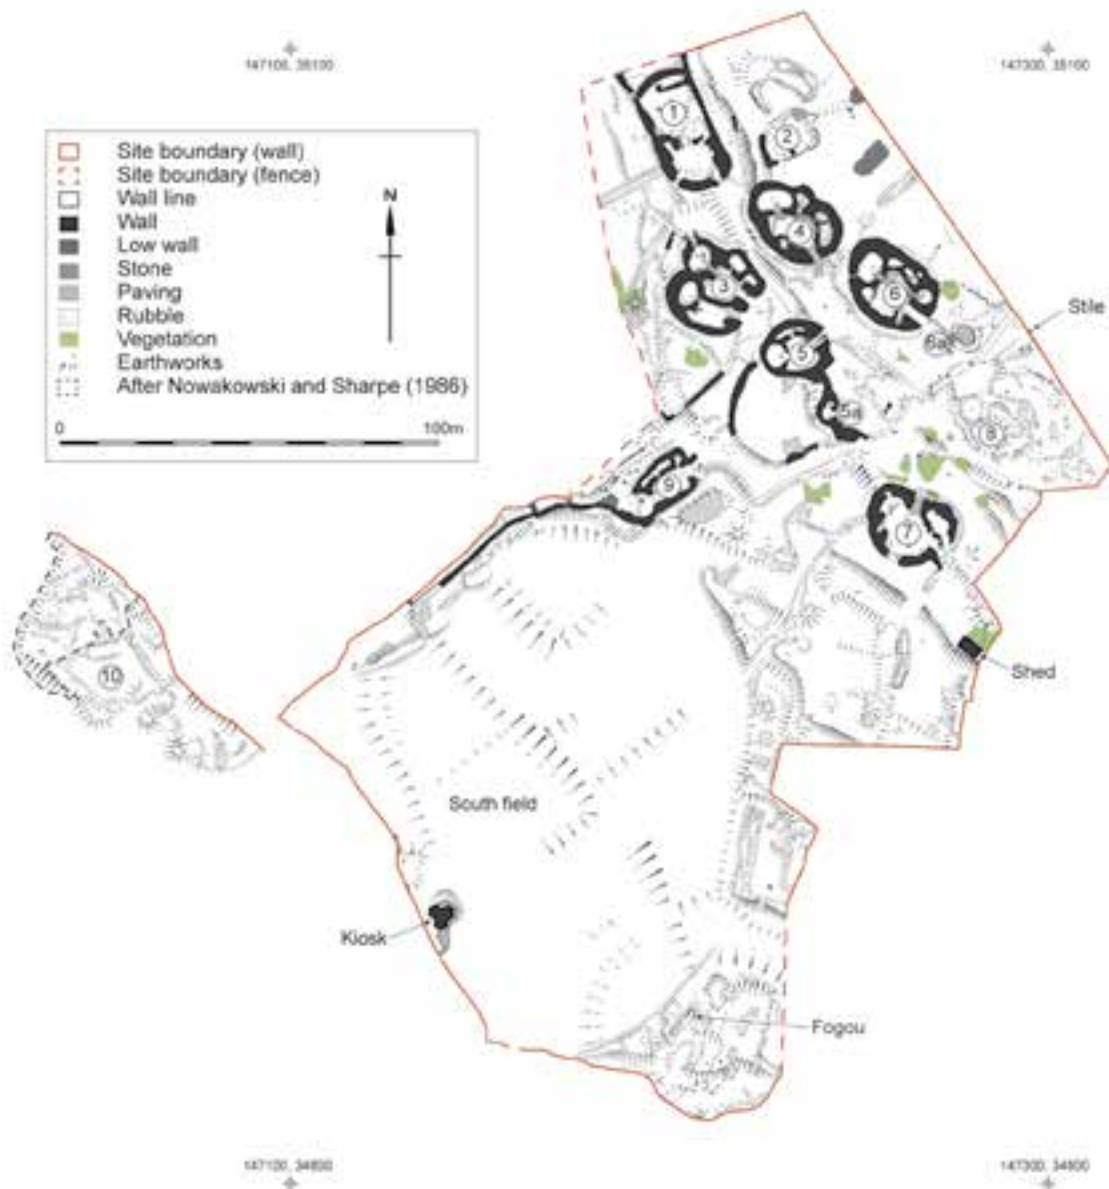 147100, 35100
147300, 35100
Site boundary (wall)
Site boundary (fence)
Wall line
Wall
Low wall
Stone
Paving
Rubble
Vegetation
Earthworks
After Nowakowski and Sharpe (1986)
N
0
100m
1
2
3
4
5
5a
6
6a
7
8
9
10
Stile
Shed
South field
Kiosk
Fogou
147100, 34800
147300, 34800